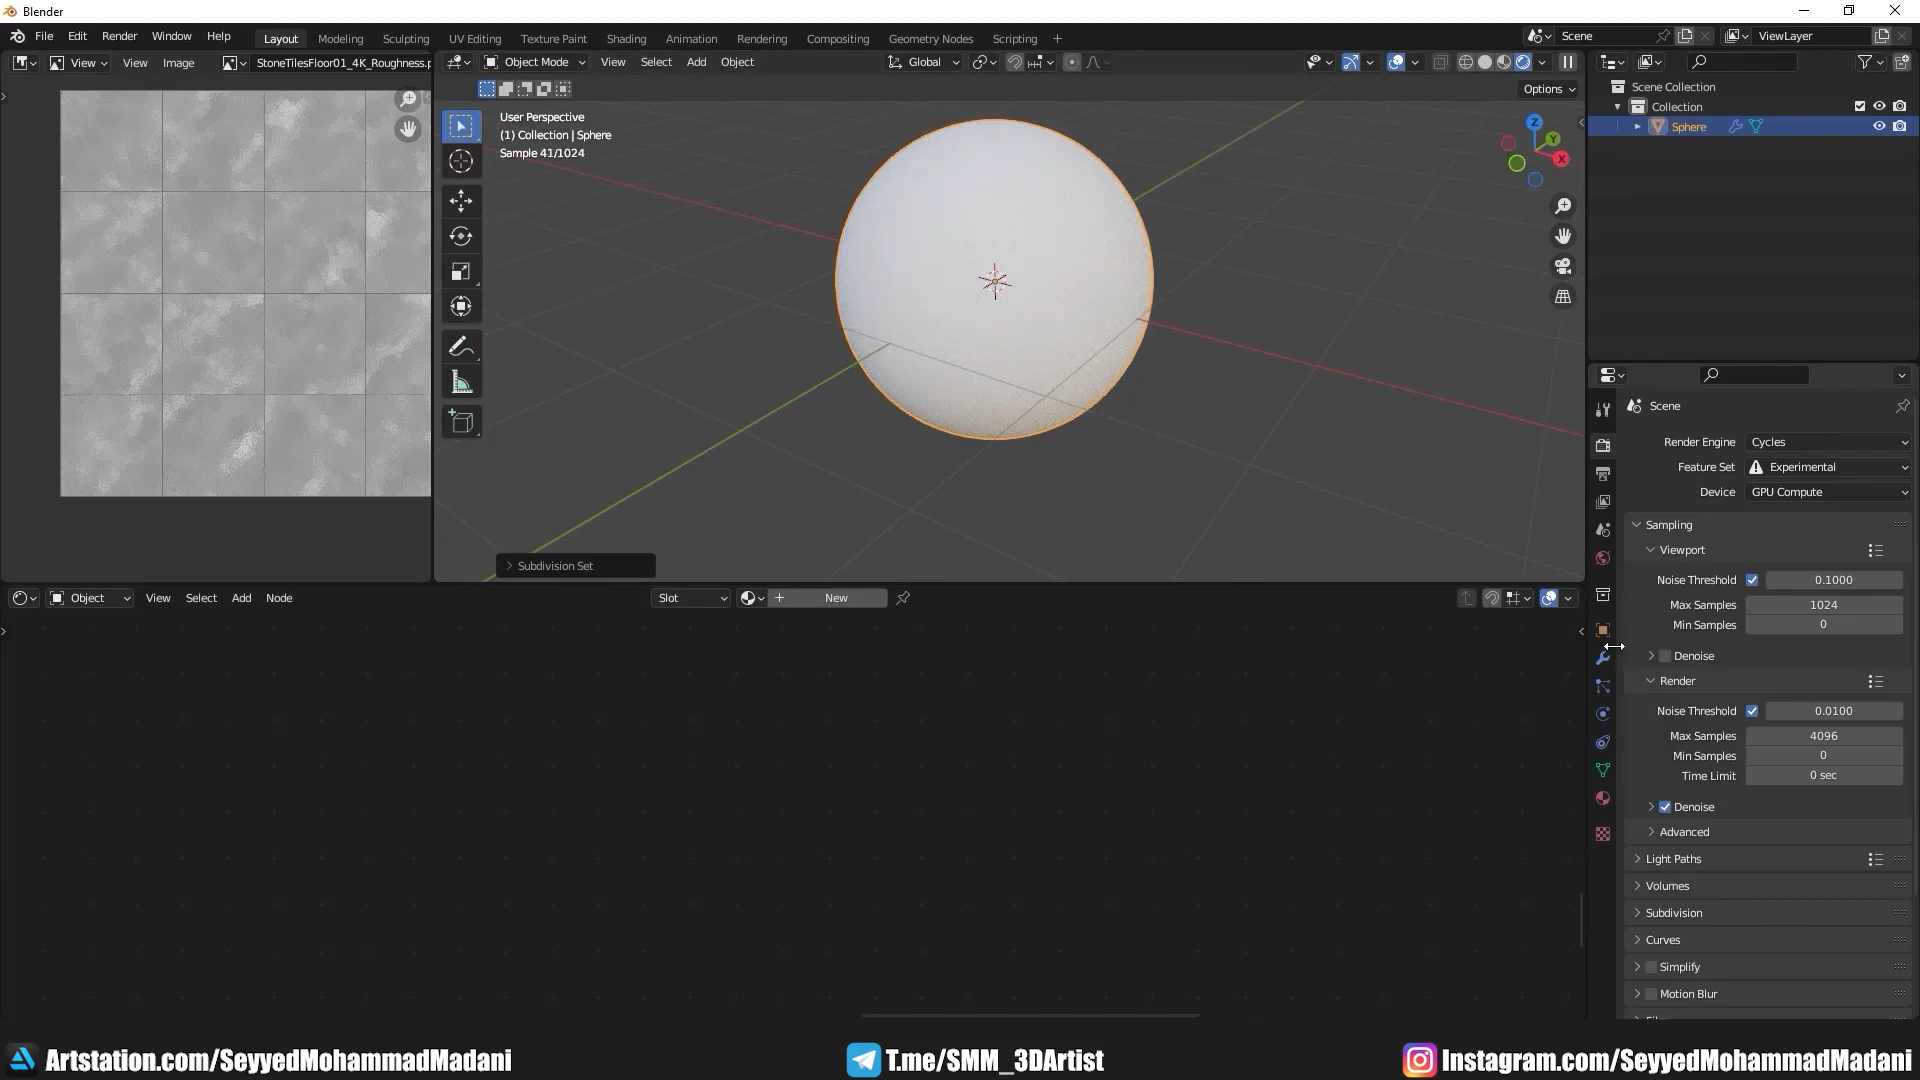 Blender
File Edit Render Window Help
Layout Modeling Sculpting UV Editing Texture Paint Shading Animation Rendering Compositing Geometry Nodes Scripting
Scene
ViewLayer
View View Image StoneTilesFloor01_4K_Roughness.p
Object Mode View Select Add Object
Global
Options
User Perspective
(1) Collection | Sphere
Sample 41/1024
Z
Y
X
Subdivision Set
Scene Collection
Collection
Sphere
Scene
Render Engine Cycles
Feature Set Experimental
Device GPU Compute
Sampling
Viewport
Noise Threshold 0.1000
Max Samples 1024
Min Samples 0
Denoise
Render
Noise Threshold 0.0100
Max Samples 4096
Min Samples 0
Time Limit 0 sec
Denoise
Advanced
Light Paths
Volumes
Subdivision
Curves
Simplify
Motion Blur
Object View Select Add Node
Slot
New
Artstation.com/SeyyedMohammadMadani
T.me/SMM_3DArtist
Instagram.com/SeyyedMohammadMadani